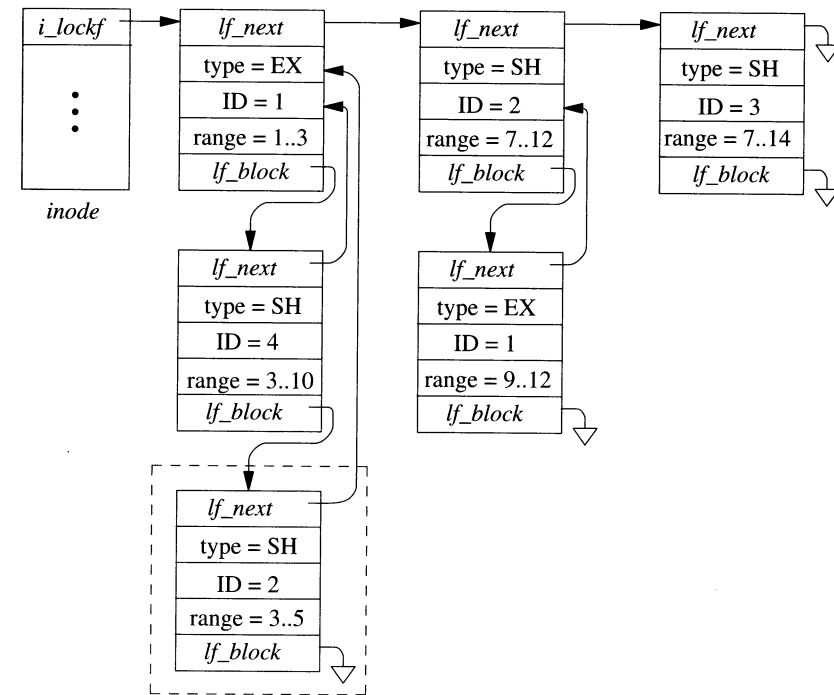 i_lockf
inode
lf_next
type = EX
ID = 1
range = 1..3
lf_block
lf_next
type = SH
ID = 2
range = 7..12
lf_block
lf_next
type = SH
ID = 3
range = 7..14
lf_block
lf_next
type = SH
ID = 4
range = 3..10
lf_block
lf_next
type = EX
ID = 1
range = 9..12
lf_block
lf_next
type = SH
ID = 2
range = 3..5
lf_block